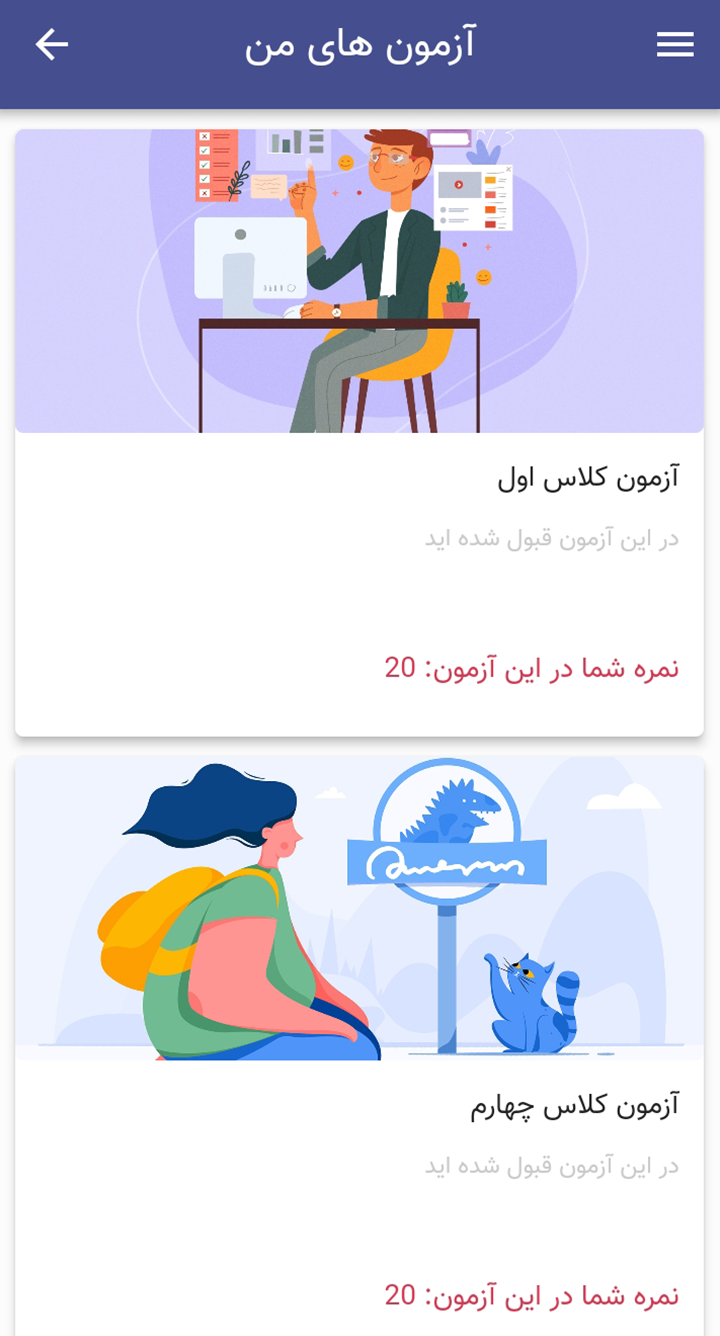 آزمون های من
آزمون کلاس اول
در این آزمون قبول شده اید
نمره شما در این آزمون: 20
آزمون کلاس چهارم
در این آزمون قبول شده اید
نمره شما در این آزمون: 20